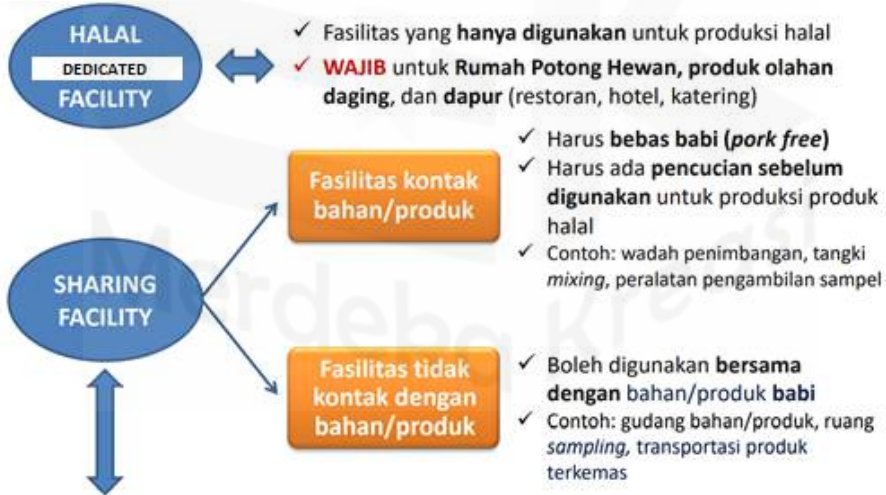 HALAL
DEDICATED
FACILITY
✓ Fasilitas yang hanya digunakan untuk produksi halal
✓ WAJIB untuk Rumah Potong Hewan, produk olahan
daging, dan dapur (restoran, hotel, katering)
Fasilitas kontak
bahan/produk
✓ Harus bebas babi (pork free)
✓ Harus ada pencucian sebelum
digunakan untuk produksi produk
halal
✓ Contoh: wadah penimbangan, tangki
mixing, peralatan pengambilan sampel
SHARING
FACILITY
Fasilitas tidak
kontak dengan
bahan/produk
✓ Boleh digunakan bersama
dengan bahan/produk babi
✓ Contoh: gudang bahan/produk, ruang
sampling, transportasi produk
terkemas
Merdeka Kreasi